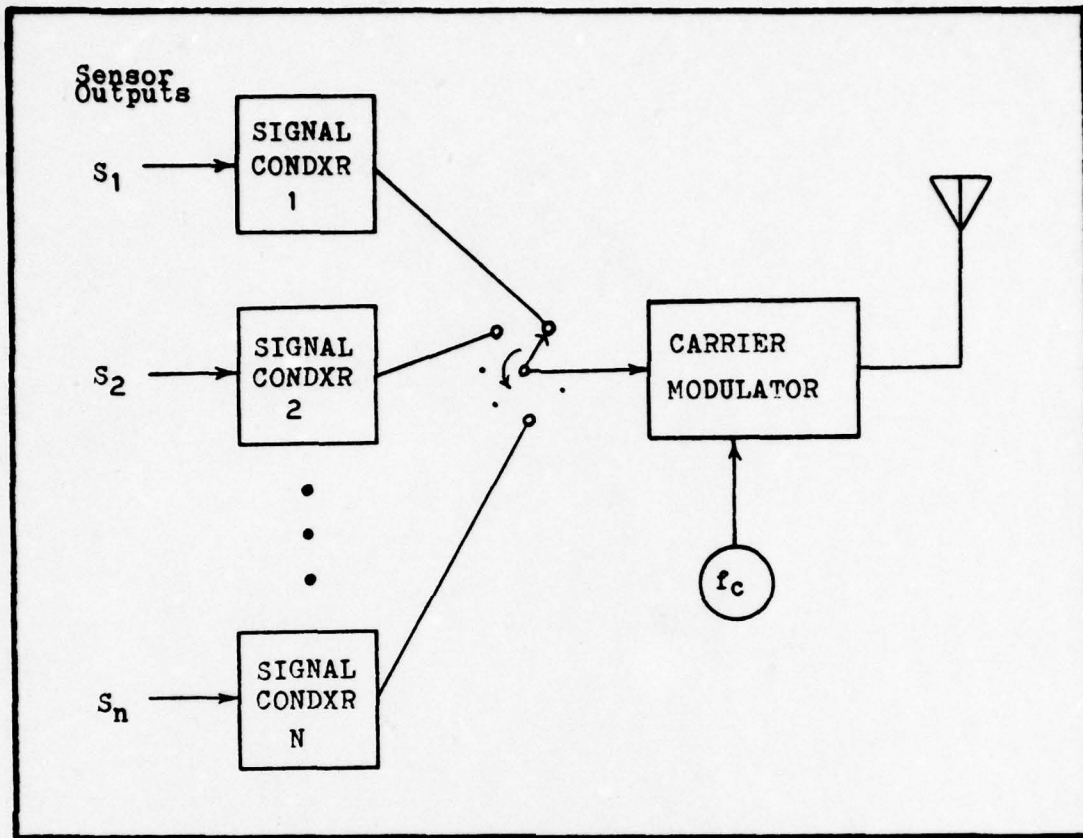 Sensor
Outputs
S1
SIGNAL
CONDXR
1
S2
SIGNAL
CONDXR
2
CARRIER
MODULATOR
fc
Sn
SIGNAL
CONDXR
N